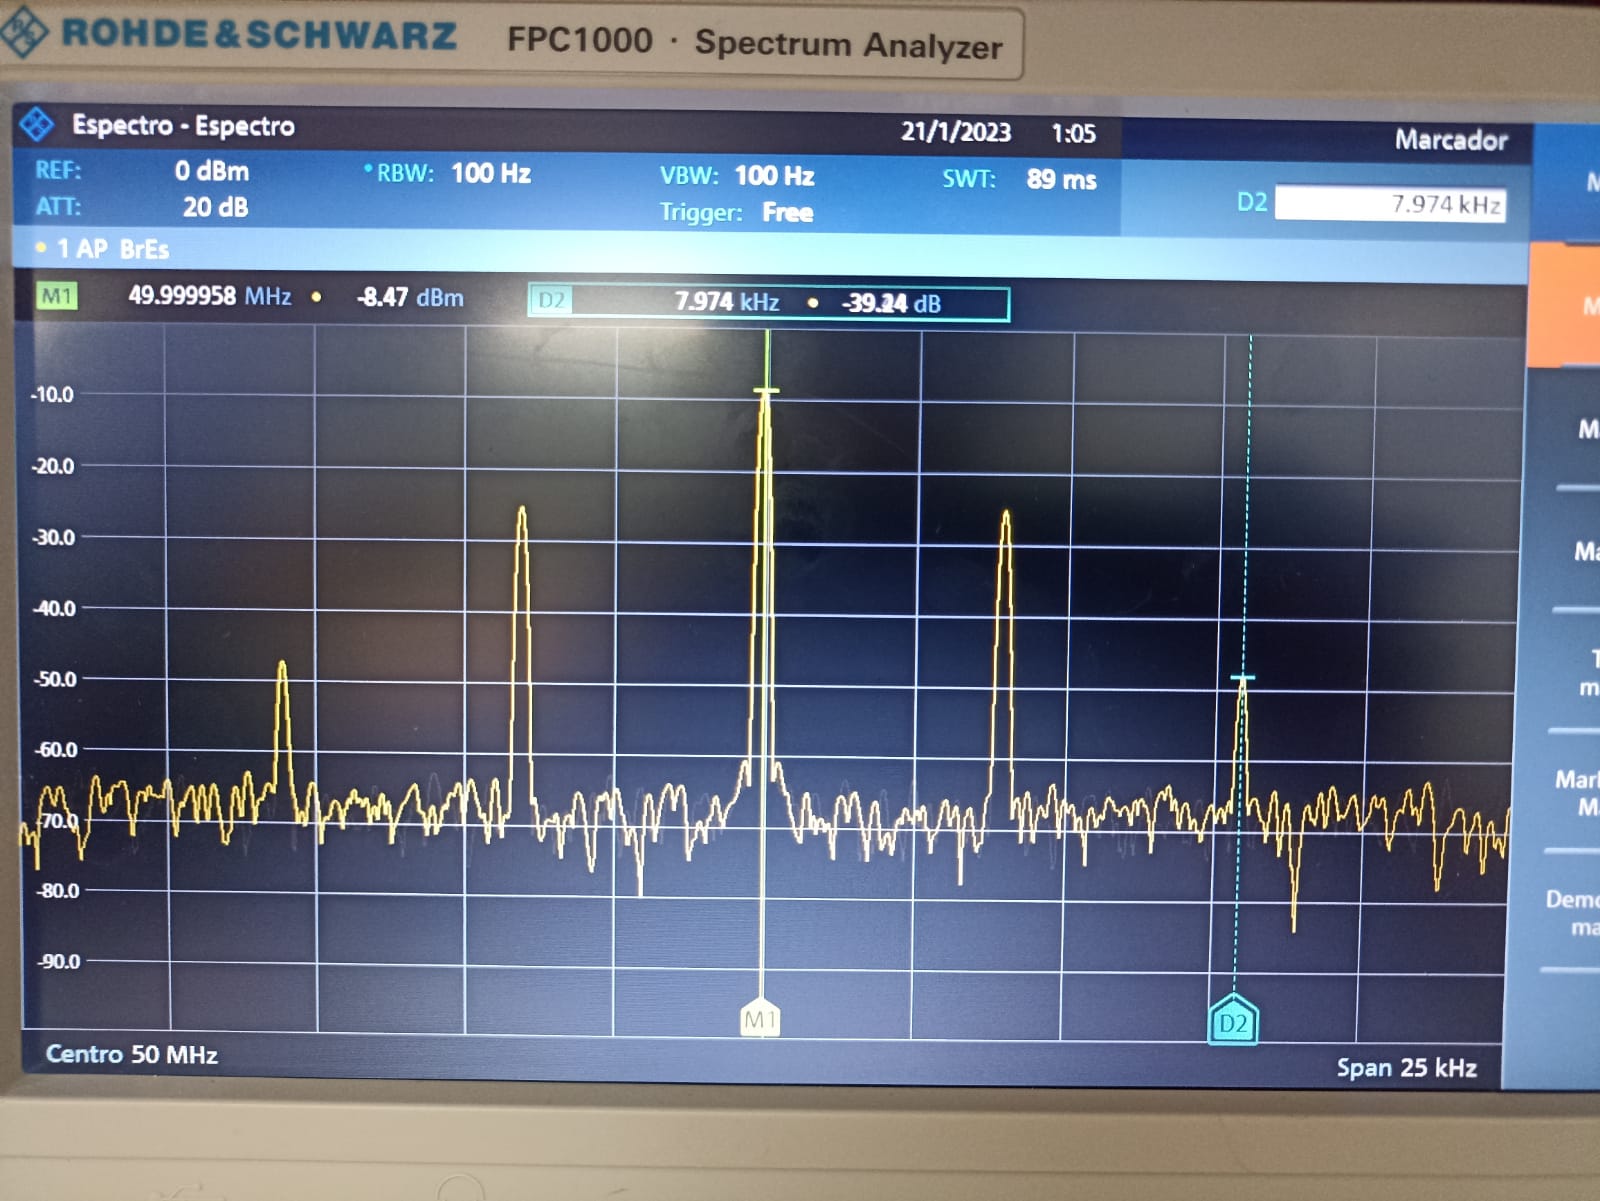 ROHDE & SCHWARZ FPC1000 · Spectrum Analyzer
Espectro - Espectro 21/1/2023 1:05 Marcador
REF: 0 dBm RBW: 100 Hz VBW: 100 Hz SWT: 89 ms
ATT: 20 dB Trigger: Free
D2 7.974 kHz
1 AP BrEs
M1 49.999958 MHz -8.47 dBm D2 7.974 kHz -39.24 dB
-10.0
-20.0
-30.0
-40.0
-50.0
-60.0
-70.0
-80.0
-90.0
M1 D2
Centro 50 MHz Span 25 kHz